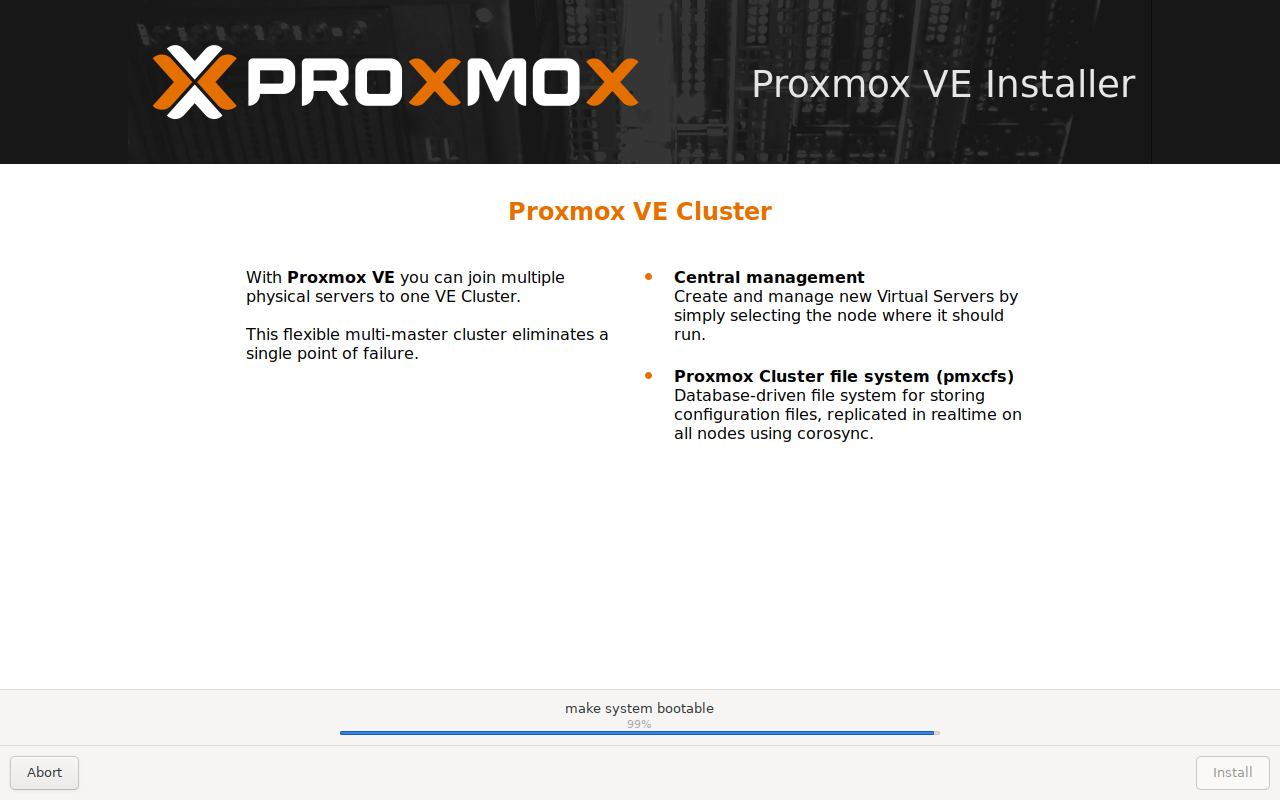 PROXMOX
Proxmox VE Installer
Proxmox VE Cluster
With Proxmox VE you can join multiple
physical servers to one VE Cluster.
This flexible multi-master cluster eliminates a
single point of failure.
Central management
Create and manage new Virtual Servers by
simply selecting the node where it should
run.
Proxmox Cluster file system (pmxcfs)
Database-driven file system for storing
configuration files, replicated in realtime on
all nodes using corosync.
make system bootable
99%
Abort
Install